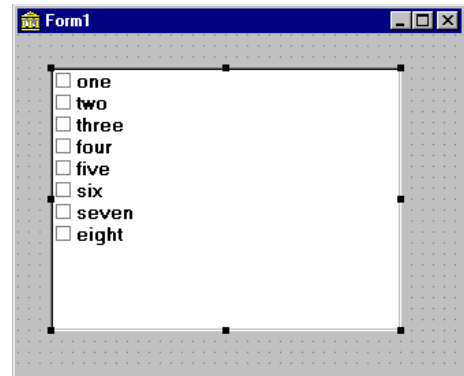 Form1
one
two
three
four
five
six
seven
eight